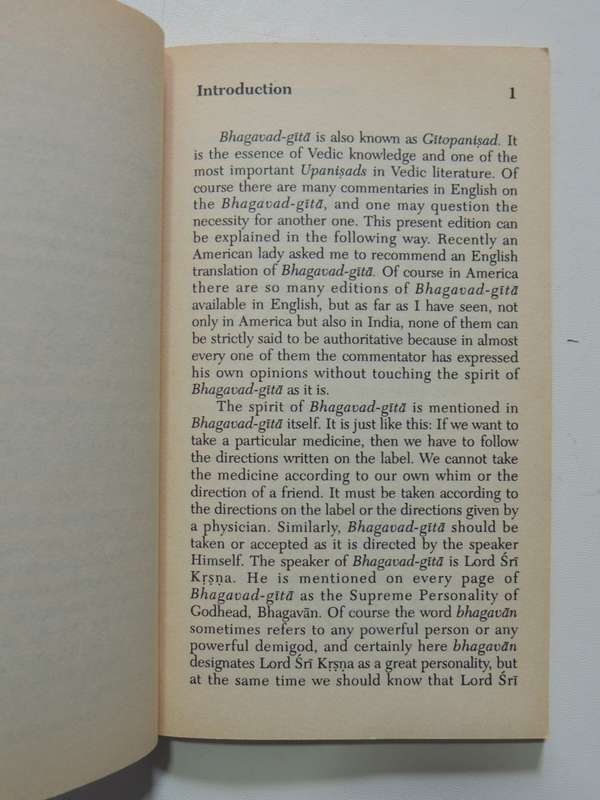 Introduction 1
Bhagavad-gītā is also known as Gītopaniṣad. It
is the essence of Vedic knowledge and one of the
most important Upaniṣads in Vedic literature. Of
course there are many commentaries in English on
the Bhagavad-gītā, and one may question the
necessity for another one. This present edition can
be explained in the following way. Recently an
American lady asked me to recommend an English
translation of Bhagavad-gītā. Of course in America
there are so many editions of Bhagavad-gītā
available in English, but as far as I have seen, not
only in America but also in India, none of them can
be strictly said to be authoritative because in almost
every one of them the commentator has expressed
his own opinions without touching the spirit of
Bhagavad-gītā as it is.
The spirit of Bhagavad-gītā is mentioned in
Bhagavad-gītā itself. It is just like this: If we want to
take a particular medicine, then we have to follow
the directions written on the label. We cannot take
the medicine according to our own whim or the
direction of a friend. It must be taken according to
the directions on the label or the directions given by
a physician. Similarly, Bhagavad-gītā should be
taken or accepted as it is directed by the speaker
Himself. The speaker of Bhagavad-gītā is Lord Śrī
Kṛṣṇa. He is mentioned on every page of
Bhagavad-gītā as the Supreme Personality of
Godhead, Bhagavān. Of course the word bhagavān
sometimes refers to any powerful person or any
powerful demigod, and certainly here bhagavān
designates Lord Śrī Kṛṣṇa as a great personality, but
at the same time we should know that Lord Śrī